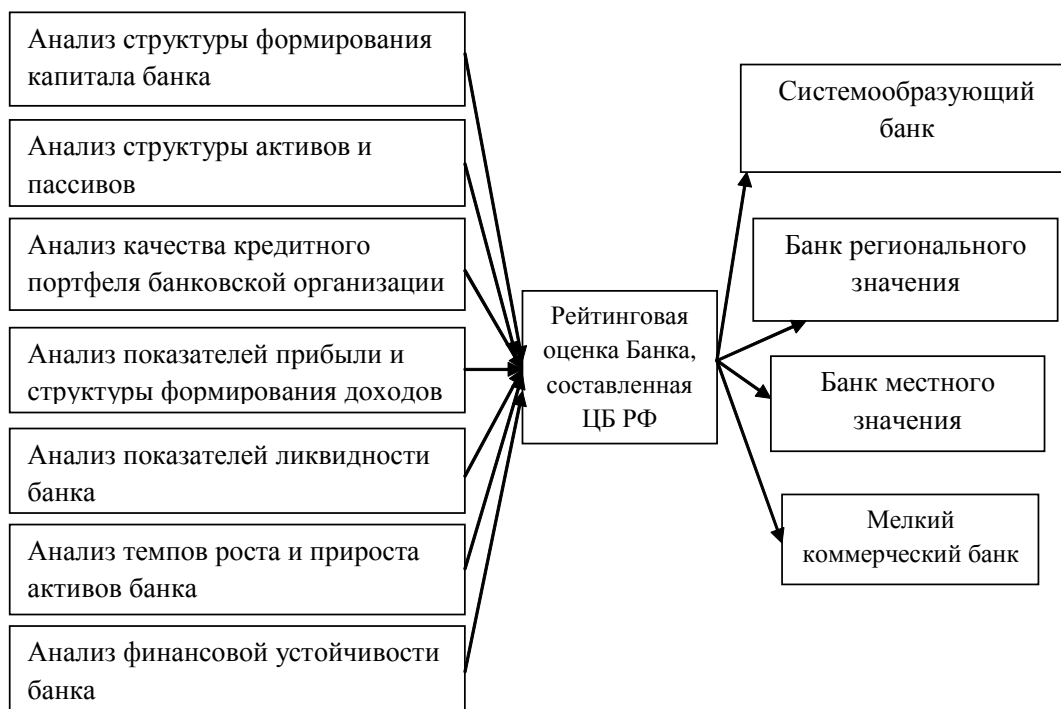 Анализ структуры формирования
капитала банка
Анализ структуры активов и
пассивов
Анализ качества кредитного
портфеля банковской организации
Анализ показателей прибыли и
структуры формирования доходов
Анализ показателей ликвидности
банка
Анализ темпов роста и прироста
активов банка
Анализ финансовой устойчивости
банка
Рейтинговая
оценка Банка,
составленная
ЦБ РФ
Системообразующий
банк
Банк регионального
значения
Банк местного
значения
Мелкий
коммерческий банк